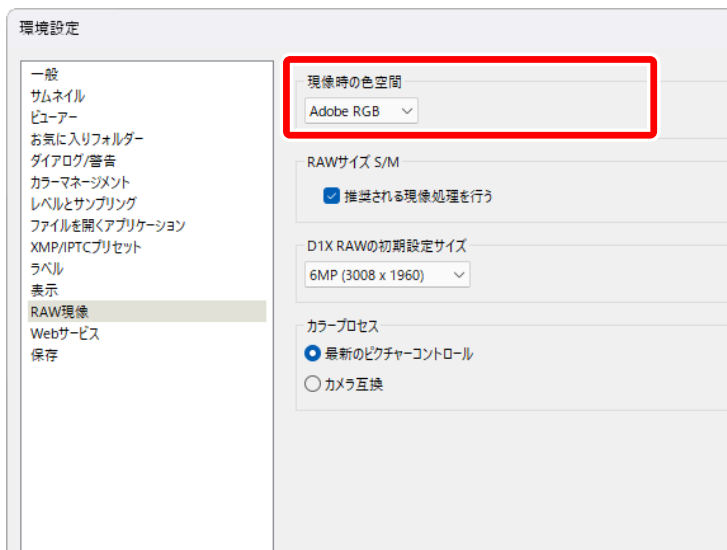 環境設定
一般
サムネイル
ビューアー
お気に入りフォルダー
ダイアログ/警告
カラーマネージメント
レベルとサンプリング
ファイルを開くアプリケーション
XMP/IPTCプリセット
ラベル
表示
RAW現像
Webサービス
保存
現像時の色空間
Adobe RGB
RAWサイズ S/M
推奨される現像処理を行う
D1X RAWの初期設定サイズ
6MP (3008 x 1960)
カラープロセス
最新のピクチャーコントロール
カメラ互換